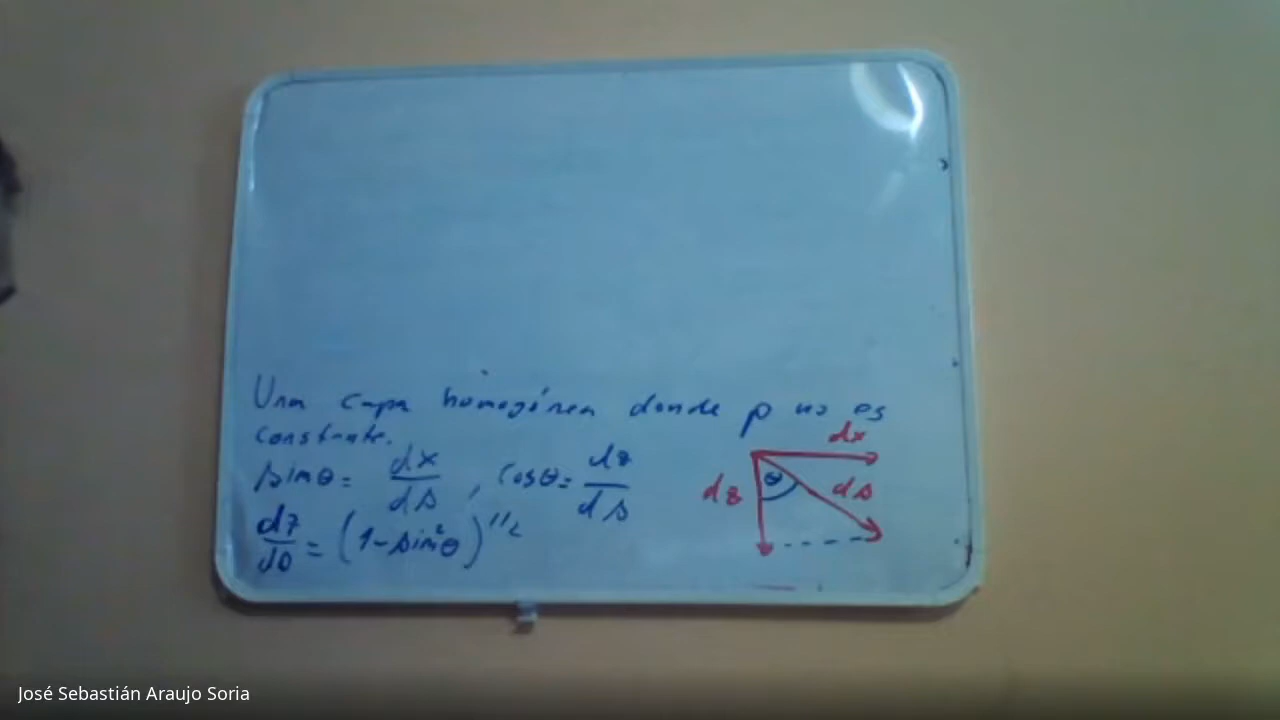 Una capa homogénea donde p no es
constante.
sinθ = dx/ds , cosθ = dz/ds
dz/ds = (1-sin²θ)^1/2
dx
dz
θ
ds
José Sebastián Araujo Soria